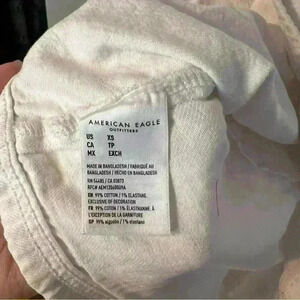 AMERICAN EAGLE
OUTFITTERS
US XS
CA TP
MX EXCH
MADE IN BANGLADESH / FABRIQUÉ AU
BANGLADESH / HECHO EN BANGLADESH
RN 54485 / CA 03873
EN 99% COTTON / 1% ELASTANE.
EXCLUSIVE OF DECORATION
FR 99% COTON / 1% ÉLASTHANNE. À
L'EXCEPTION DE LA GARNITURE
SP 99% algodón / 1% elastano